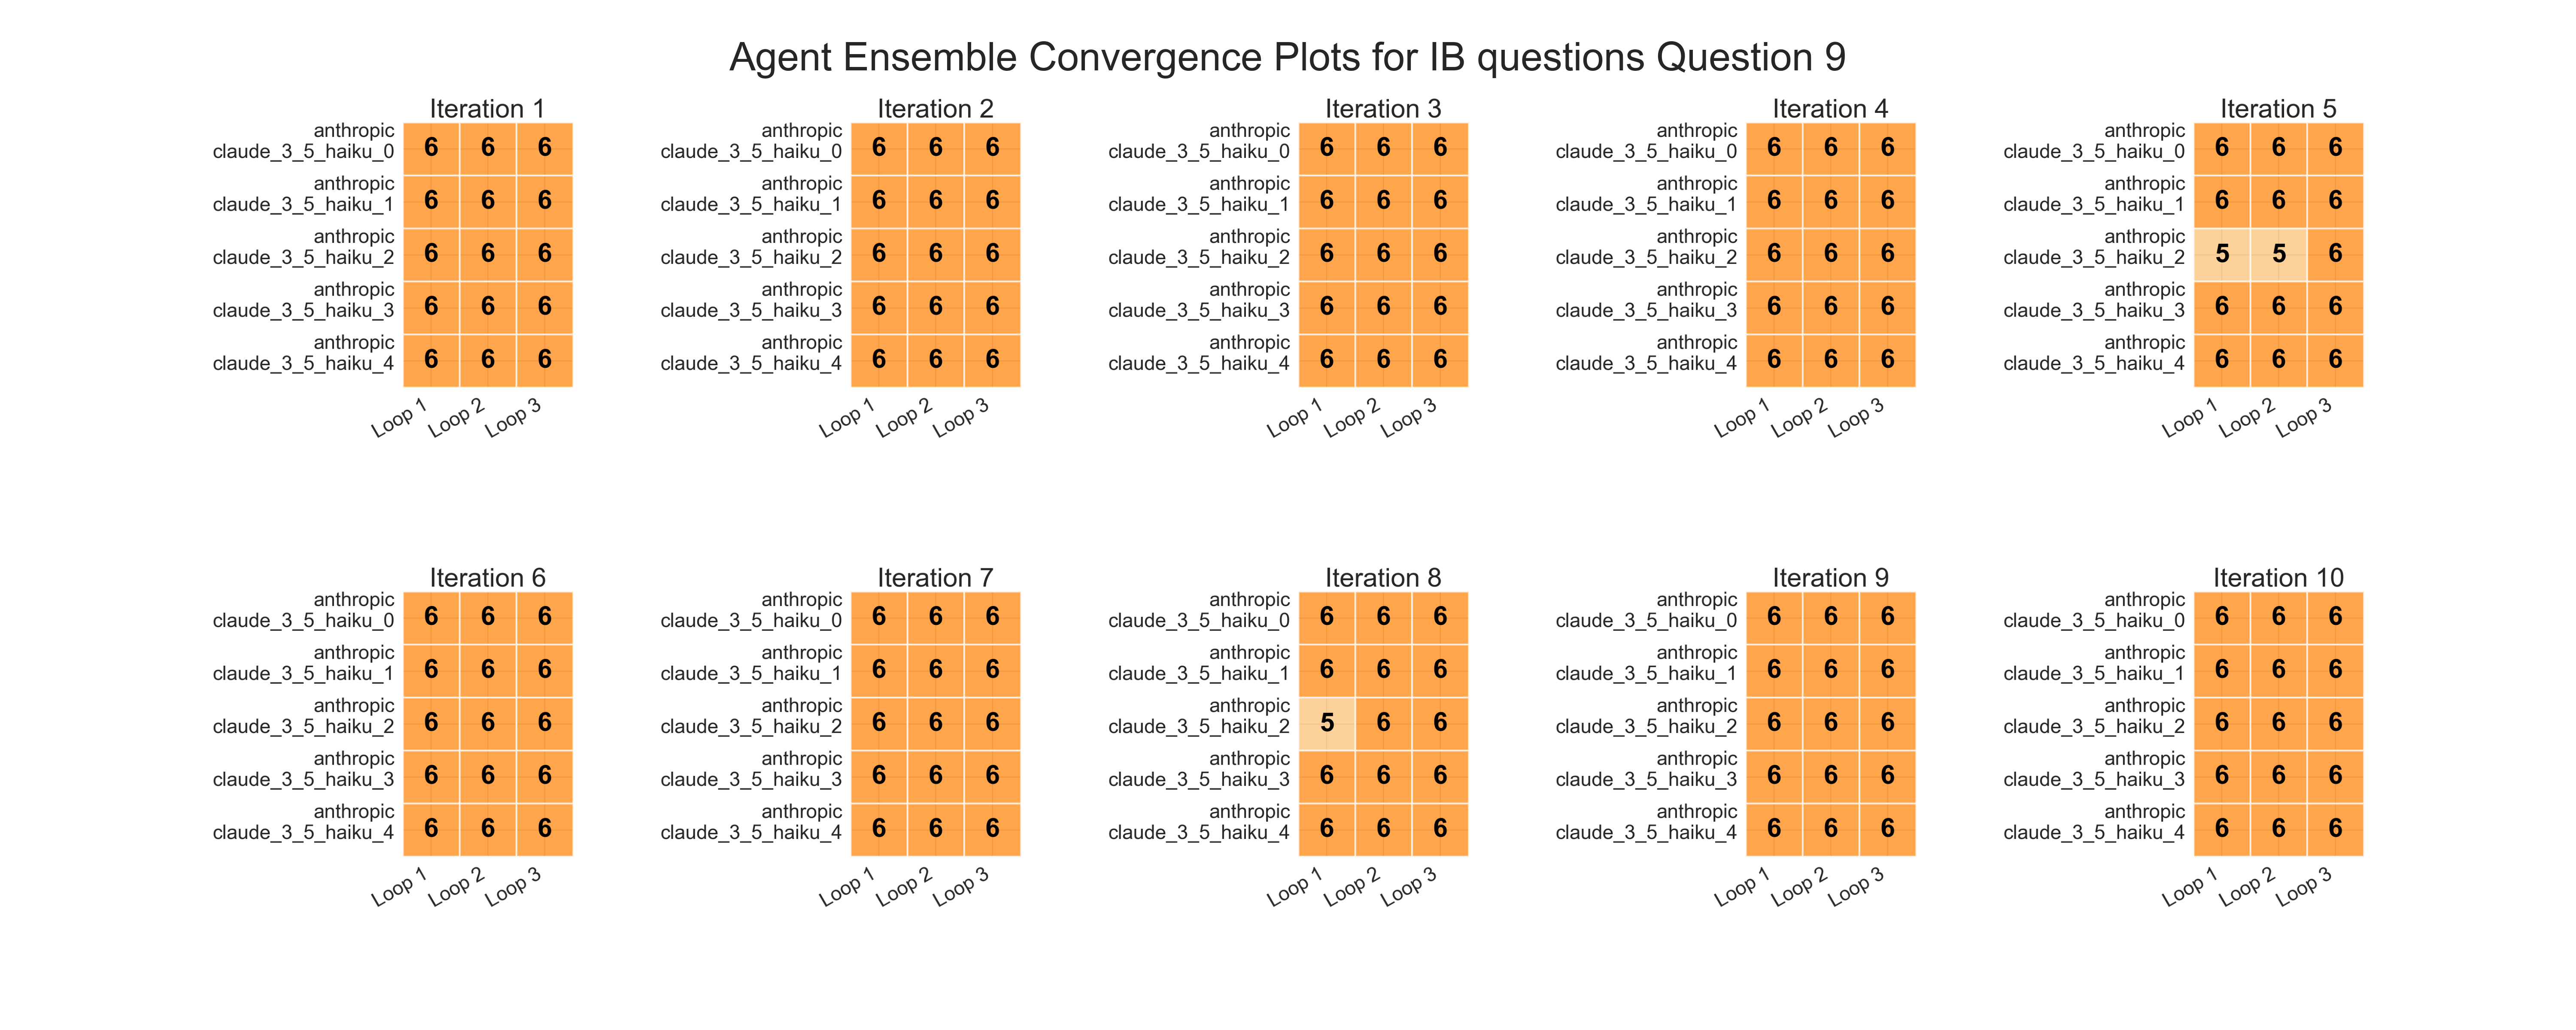 Agent Ensemble Convergence Plots for IB questions Question 9
Iteration 1
anthropic
claude_3_5_haiku_0 6 6 6
anthropic
claude_3_5_haiku_1 6 6 6
anthropic
claude_3_5_haiku_2 6 6 6
anthropic
claude_3_5_haiku_3 6 6 6
anthropic
claude_3_5_haiku_4 6 6 6
Loop 1 Loop 2 Loop 3
Iteration 2
anthropic
claude_3_5_haiku_0 6 6 6
anthropic
claude_3_5_haiku_1 6 6 6
anthropic
claude_3_5_haiku_2 6 6 6
anthropic
claude_3_5_haiku_3 6 6 6
anthropic
claude_3_5_haiku_4 6 6 6
Loop 1 Loop 2 Loop 3
Iteration 3
anthropic
claude_3_5_haiku_0 6 6 6
anthropic
claude_3_5_haiku_1 6 6 6
anthropic
claude_3_5_haiku_2 6 6 6
anthropic
claude_3_5_haiku_3 6 6 6
anthropic
claude_3_5_haiku_4 6 6 6
Loop 1 Loop 2 Loop 3
Iteration 4
anthropic
claude_3_5_haiku_0 6 6 6
anthropic
claude_3_5_haiku_1 6 6 6
anthropic
claude_3_5_haiku_2 6 6 6
anthropic
claude_3_5_haiku_3 6 6 6
anthropic
claude_3_5_haiku_4 6 6 6
Loop 1 Loop 2 Loop 3
Iteration 5
anthropic
claude_3_5_haiku_0 6 6 6
anthropic
claude_3_5_haiku_1 6 6 6
anthropic
claude_3_5_haiku_2 5 5 6
anthropic
claude_3_5_haiku_3 6 6 6
anthropic
claude_3_5_haiku_4 6 6 6
Loop 1 Loop 2 Loop 3
Iteration 6
anthropic
claude_3_5_haiku_0 6 6 6
anthropic
claude_3_5_haiku_1 6 6 6
anthropic
claude_3_5_haiku_2 6 6 6
anthropic
claude_3_5_haiku_3 6 6 6
anthropic
claude_3_5_haiku_4 6 6 6
Loop 1 Loop 2 Loop 3
Iteration 7
anthropic
claude_3_5_haiku_0 6 6 6
anthropic
claude_3_5_haiku_1 6 6 6
anthropic
claude_3_5_haiku_2 6 6 6
anthropic
claude_3_5_haiku_3 6 6 6
anthropic
claude_3_5_haiku_4 6 6 6
Loop 1 Loop 2 Loop 3
Iteration 8
anthropic
claude_3_5_haiku_0 6 6 6
anthropic
claude_3_5_haiku_1 6 6 6
anthropic
claude_3_5_haiku_2 5 6 6
anthropic
claude_3_5_haiku_3 6 6 6
anthropic
claude_3_5_haiku_4 6 6 6
Loop 1 Loop 2 Loop 3
Iteration 9
anthropic
claude_3_5_haiku_0 6 6 6
anthropic
claude_3_5_haiku_1 6 6 6
anthropic
claude_3_5_haiku_2 6 6 6
anthropic
claude_3_5_haiku_3 6 6 6
anthropic
claude_3_5_haiku_4 6 6 6
Loop 1 Loop 2 Loop 3
Iteration 10
anthropic
claude_3_5_haiku_0 6 6 6
anthropic
claude_3_5_haiku_1 6 6 6
anthropic
claude_3_5_haiku_2 6 6 6
anthropic
claude_3_5_haiku_3 6 6 6
anthropic
claude_3_5_haiku_4 6 6 6
Loop 1 Loop 2 Loop 3